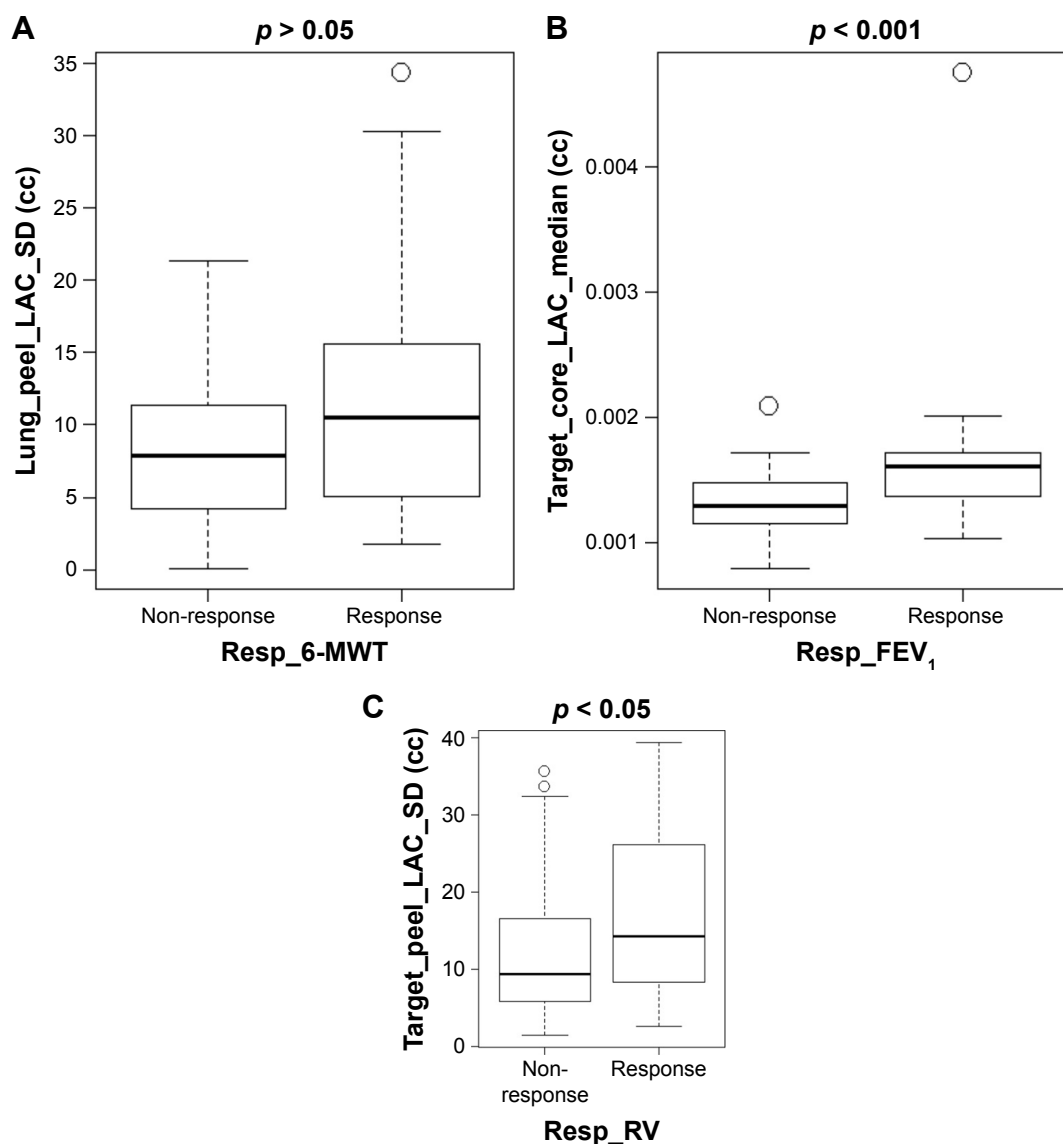 A
p > 0.05
Lung_peel_LAC_SD (cc)
35
30
25
20
15
10
5
0
Non-response Response
Resp_6-MWT
B
p < 0.001
Target_core_LAC_median (cc)
0.004
0.003
0.002
0.001
Non-response Response
Resp_FEV₁
C
p < 0.05
Target_peel_LAC_SD (cc)
40
30
20
10
0
Non-
response
Response
Resp_RV